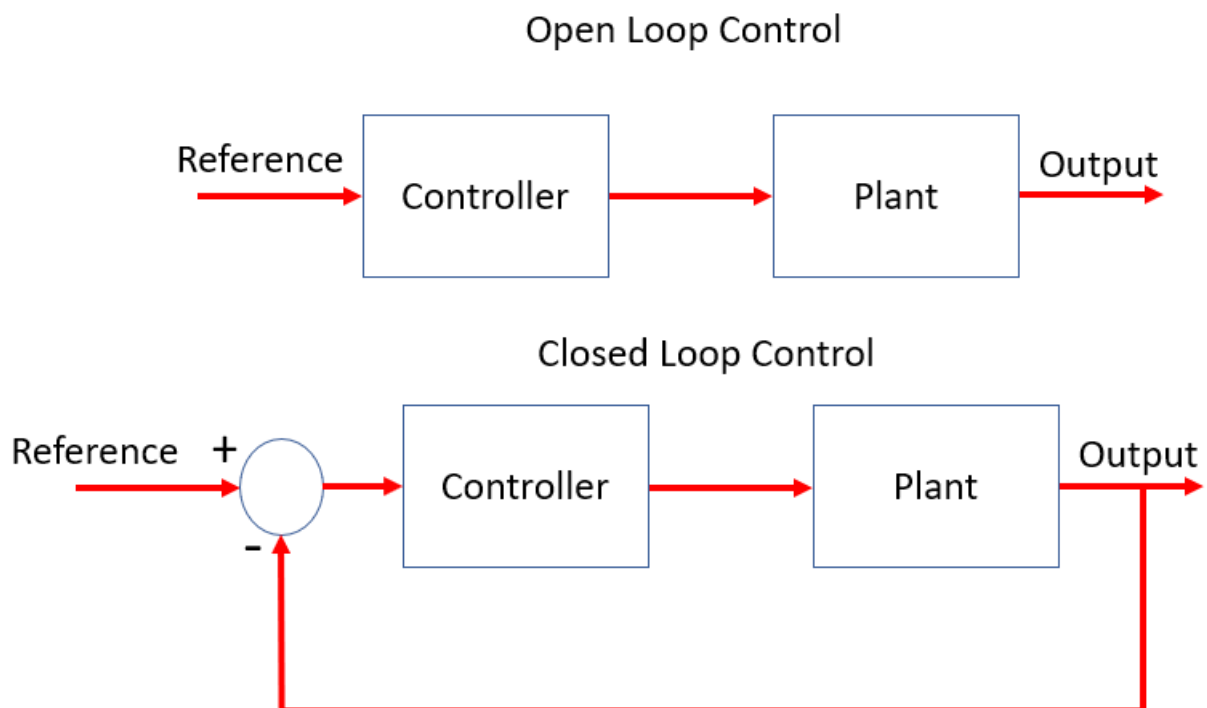 Open Loop Control
Reference
Controller
Plant
Output
Closed Loop Control
Reference
+
-
Controller
Plant
Output